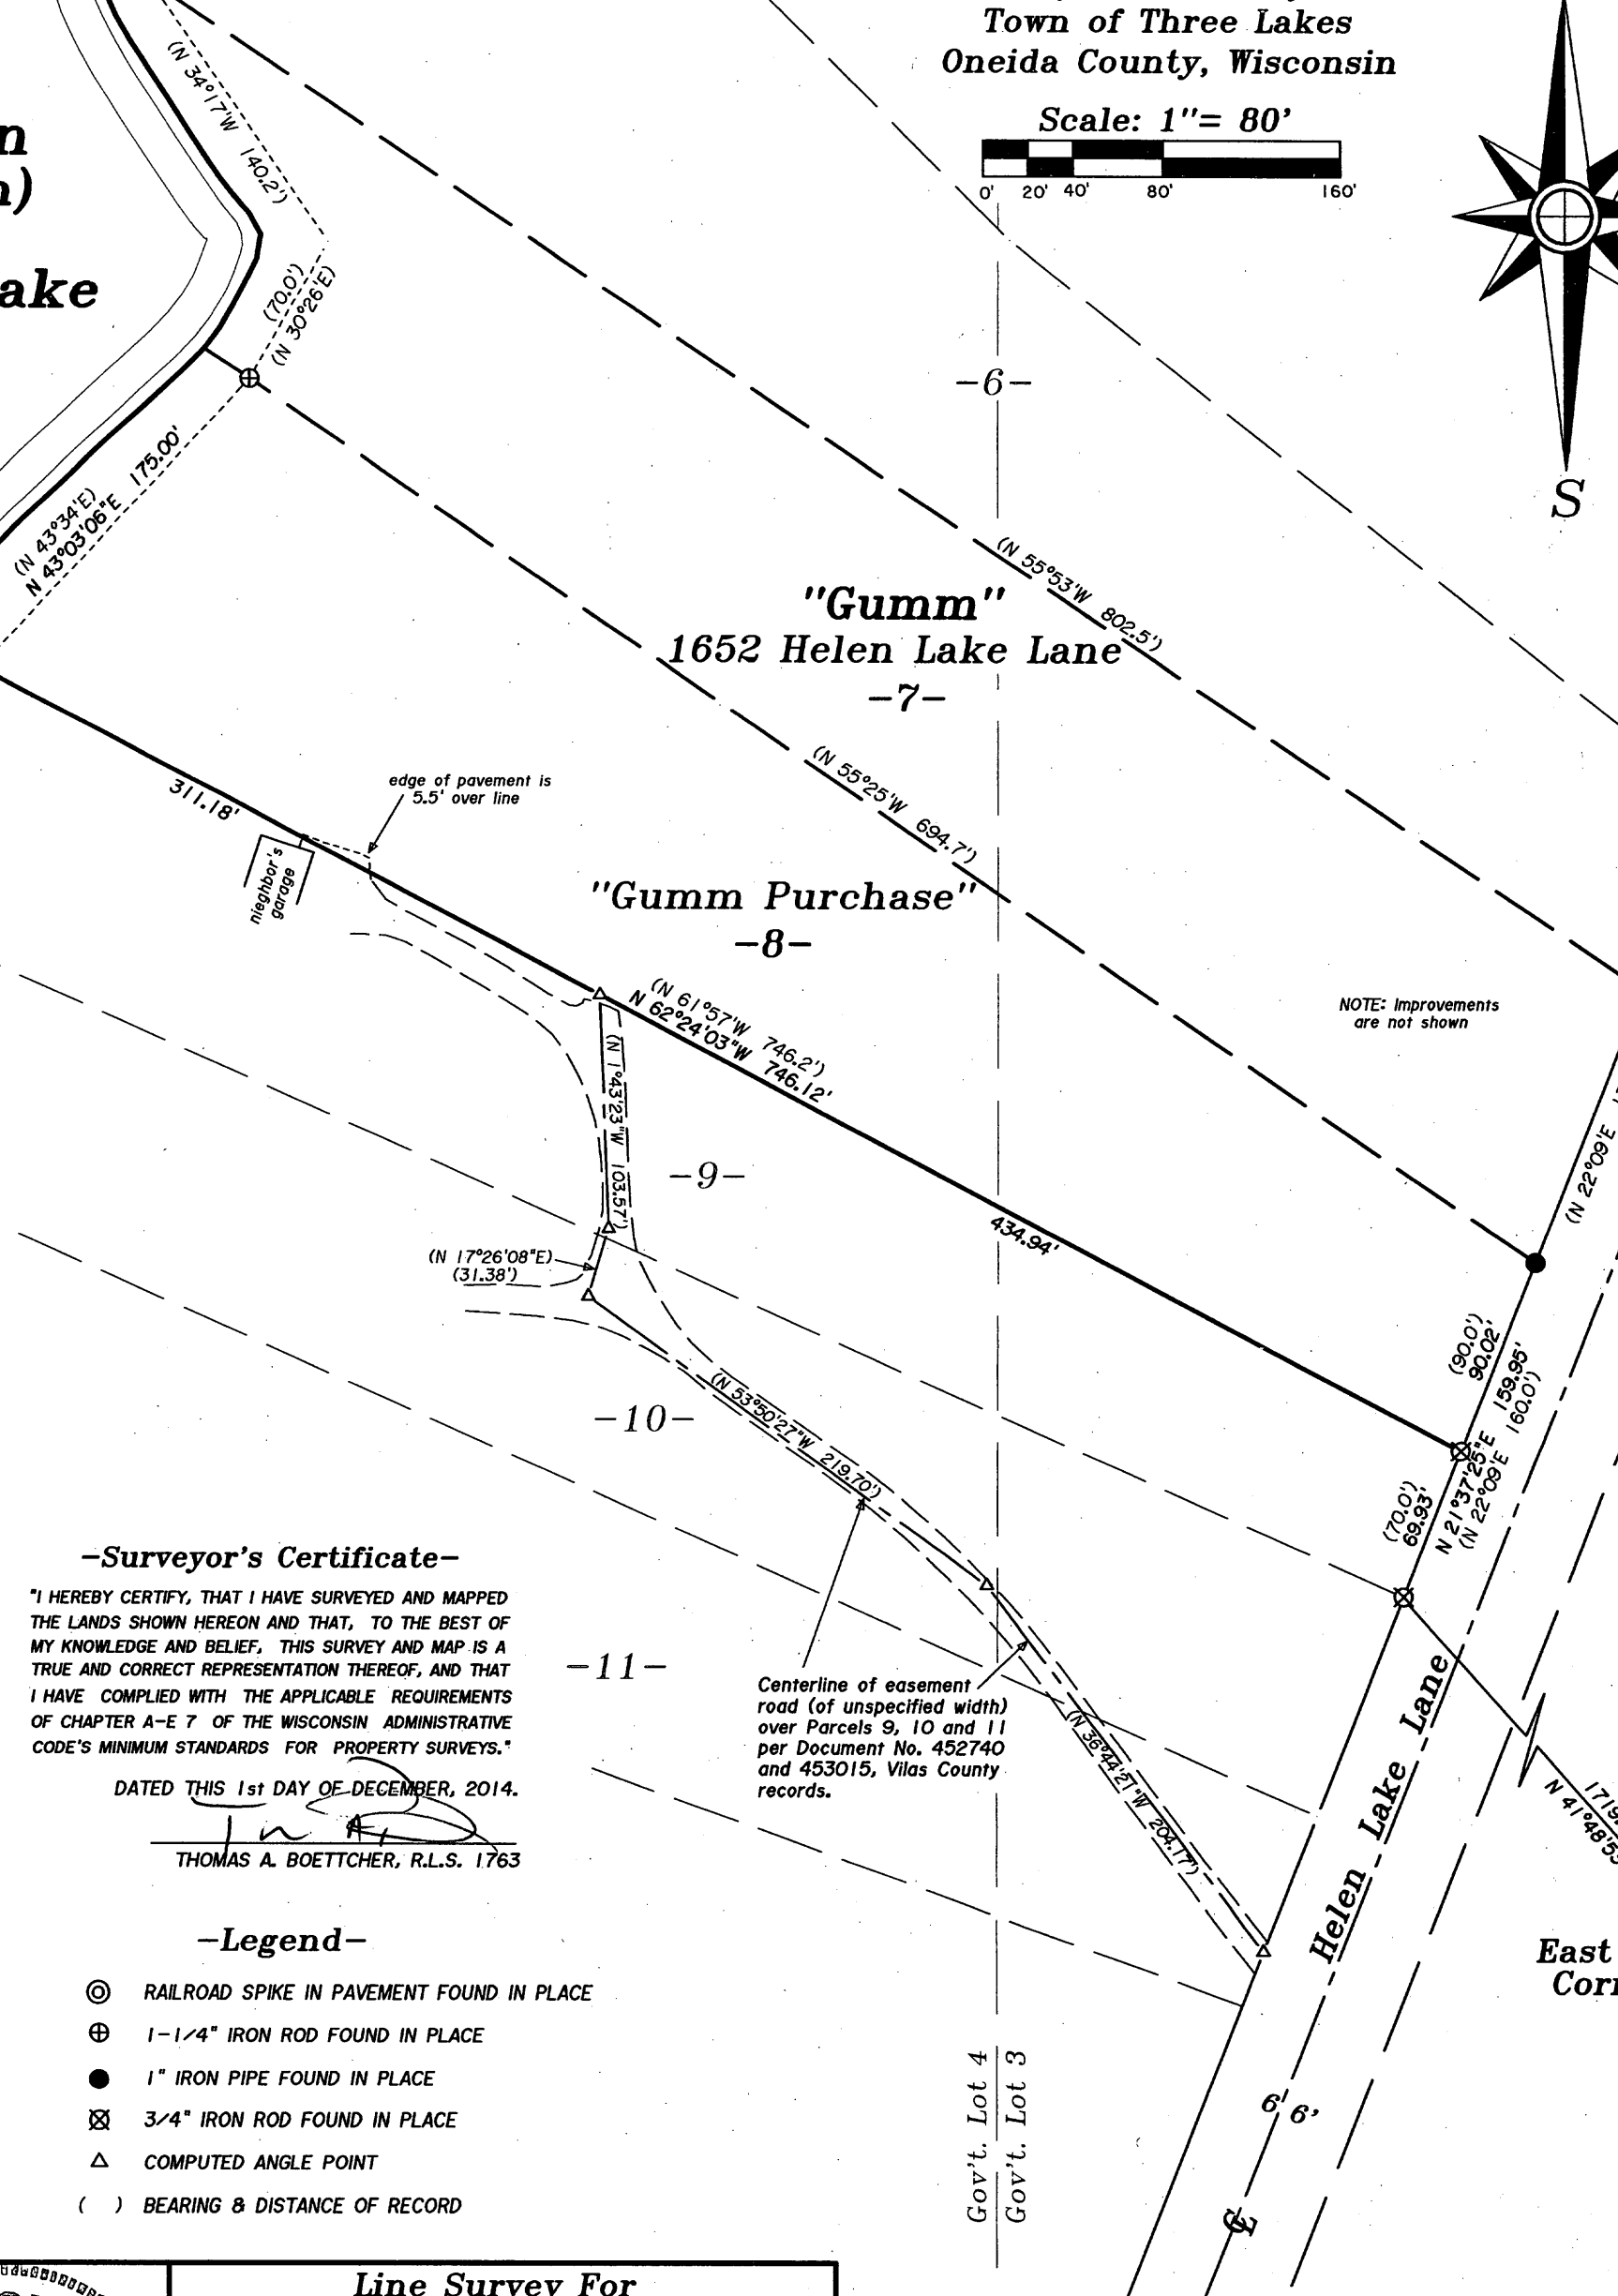 Town of Three Lakes
Oneida County, Wisconsin
Scale: 1"= 80'
0' 20' 40' 80' 160'
S
n
n)
ake
(N 34°17'W 140.2')
(70.0')
(N 30°26'E)
(N 43°34'E)
N 43°03'06"E 175.00'
-6-
(N 55°53'W 802.5')
"Gumm"
1652 Helen Lake Lane
-7-
(N 55°25'W 694.7')
311.18'
edge of pavement is
5.5' over line
nieghbor's
garage
"Gumm Purchase"
-8-
(N 61°57'W 746.2')
N 62°24'03"W 746.12'
NOTE: Improvements
are not shown
(N 1°43'23"W 103.57')
-9-
434.94'
(N 22°09'E
(N 17°26'08"E)
(31.38')
(90.0')
90.02'
N 21°37'25"E 159.95'
(N 22°09'E 160.0')
(70.0')
69.93'
(N 53°50'27"W 219.70')
-10-
-11-
Centerline of easement
road (of unspecified width)
over Parcels 9, 10 and 11
per Document No. 452740
and 453015, Vilas County
records.
(N 36°44'21"W 204.17')
Helen Lake Lane
1719
N 41°48'5
East
Cor
66'
Gov't. Lot 4
Gov't. Lot 3
-Surveyor's Certificate-
"I HEREBY CERTIFY, THAT I HAVE SURVEYED AND MAPPED
THE LANDS SHOWN HEREON AND THAT, TO THE BEST OF
MY KNOWLEDGE AND BELIEF, THIS SURVEY AND MAP IS A
TRUE AND CORRECT REPRESENTATION THEREOF, AND THAT
I HAVE COMPLIED WITH THE APPLICABLE REQUIREMENTS
OF CHAPTER A-E 7 OF THE WISCONSIN ADMINISTRATIVE
CODE'S MINIMUM STANDARDS FOR PROPERTY SURVEYS."
DATED THIS 1st DAY OF DECEMBER, 2014.
THOMAS A. BOETTCHER, R.L.S. 1763
-Legend-
RAILROAD SPIKE IN PAVEMENT FOUND IN PLACE
1-1/4" IRON ROD FOUND IN PLACE
1" IRON PIPE FOUND IN PLACE
3/4" IRON ROD FOUND IN PLACE
COMPUTED ANGLE POINT
( ) BEARING & DISTANCE OF RECORD
Line Survey For